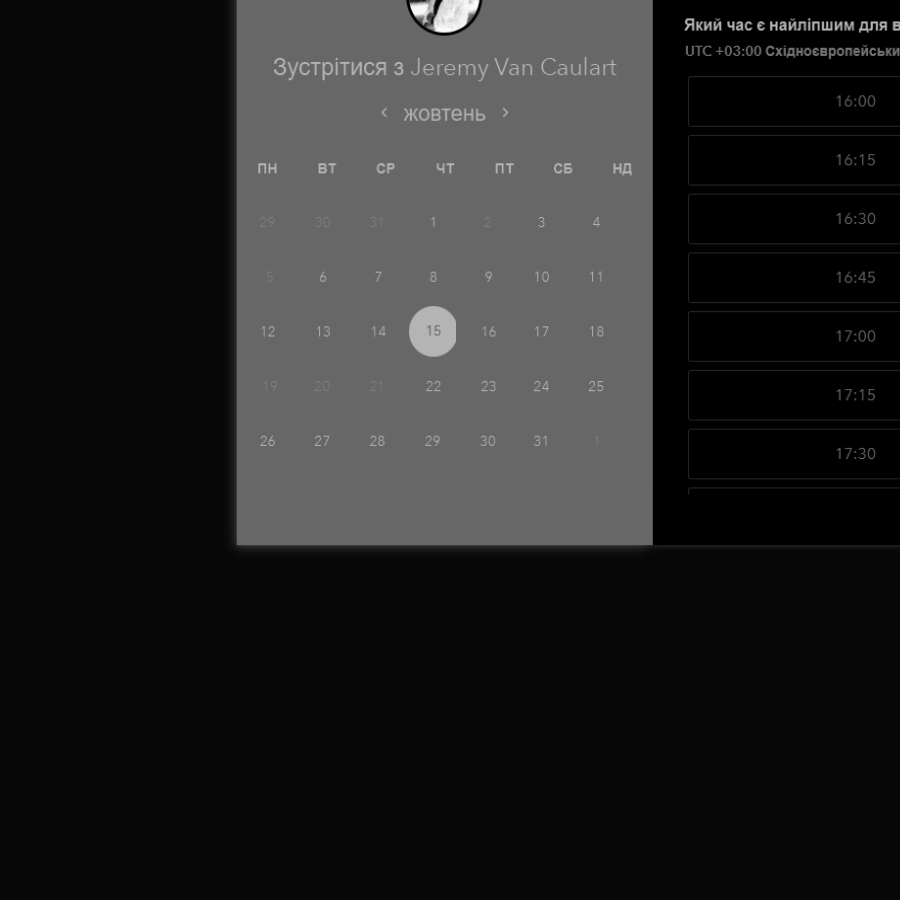 Зустрітися з Jeremy Van Caulart
жовтень
ПН ВТ СР ЧТ ПТ СБ НД
29 30 31 1 2 3 4
5 6 7 8 9 10 11
12 13 14 15 16 17 18
19 20 21 22 23 24 25
26 27 28 29 30 31 1
Який час є найліпшим для в
UTC +03:00 Східноєвропейськи
16:00
16:15
16:30
16:45
17:00
17:15
17:30